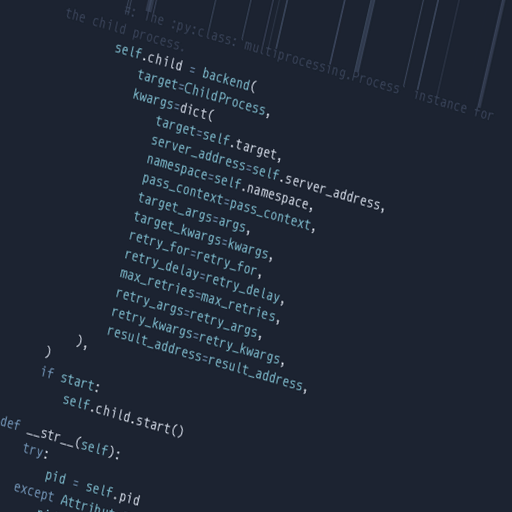 #: The :py:class: multiprocessing.Process instance for
the child process.
self.child = backend(
target=ChildProcess,
kwargs=dict(
target=self.target,
server_address=self.server_address,
namespace=self.namespace,
pass_context=pass_context,
target_args=args,
target_kwargs=kwargs,
retry_for=retry_for,
retry_delay=retry_delay,
max_retries=max_retries,
retry_args=retry_args,
retry_kwargs=retry_kwargs,
result_address=result_address,
),
)
if start:
self.child.start()
def __str__(self):
try:
pid = self.pid
except